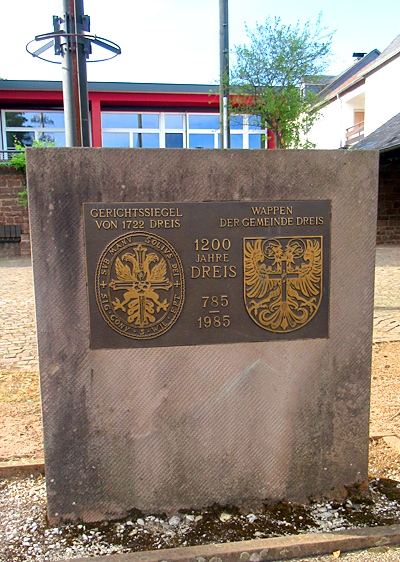 GERICHTSSIEGEL
VON 1722 DREIS
WAPPEN
DER GEMEINDE DREIS
1200
JAHRE
DREIS
785
1985